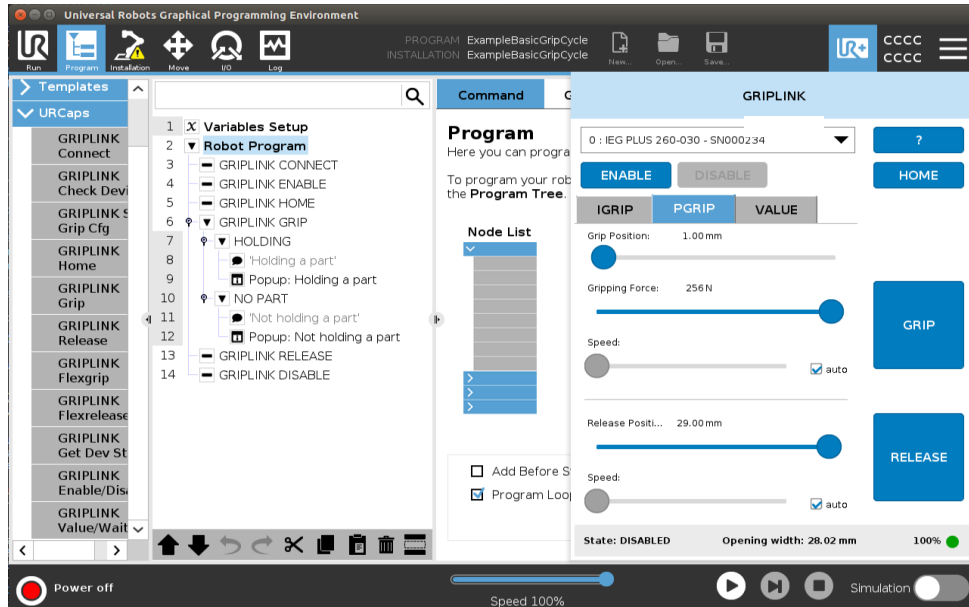 Universal Robots Graphical Programming Environment
UR
Run
Program
Installation
Move
I/O
Log
PROGRAM ExampleBasicGripCycle
INSTALLATION ExampleBasicGripCycle
New...
Open...
Save...
R+
CCCC
CCCC
Templates
URCaps
GRIPLINK
Connect
GRIPLINK
Check Devi
GRIPLINK S
Grip Cfg
GRIPLINK
Home
GRIPLINK
Grip
GRIPLINK
Release
GRIPLINK
Flexgrip
GRIPLINK
Flexrelease
GRIPLINK
Get Dev St
GRIPLINK
Enable/Disa
GRIPLINK
Value/Wait
1 X Variables Setup
2 Robot Program
3 GRIPLINK CONNECT
4 GRIPLINK ENABLE
5 GRIPLINK HOME
6 GRIPLINK GRIP
7 HOLDING
8 'Holding a part'
9 Popup: Holding a part
10 NO PART
11 'Not holding a part'
12 Popup: Not holding a part
13 GRIPLINK RELEASE
14 GRIPLINK DISABLE
Command
G
Program
Here you can progra
To program your rob
the Program Tree.
Node List
Add Before S
Program Loop
GRIPLINK
0 : IEG PLUS 260-030 - SN000234
?
ENABLE
DISABLE
HOME
IGRIP
PGRIP
VALUE
Grip Position: 1.00 mm
Gripping Force: 256 N
GRIP
Speed:
auto
Release Positi... 29.00 mm
RELEASE
Speed:
auto
State: DISABLED
Opening width: 28.02 mm
100%
Power off
Speed 100%
Simulation